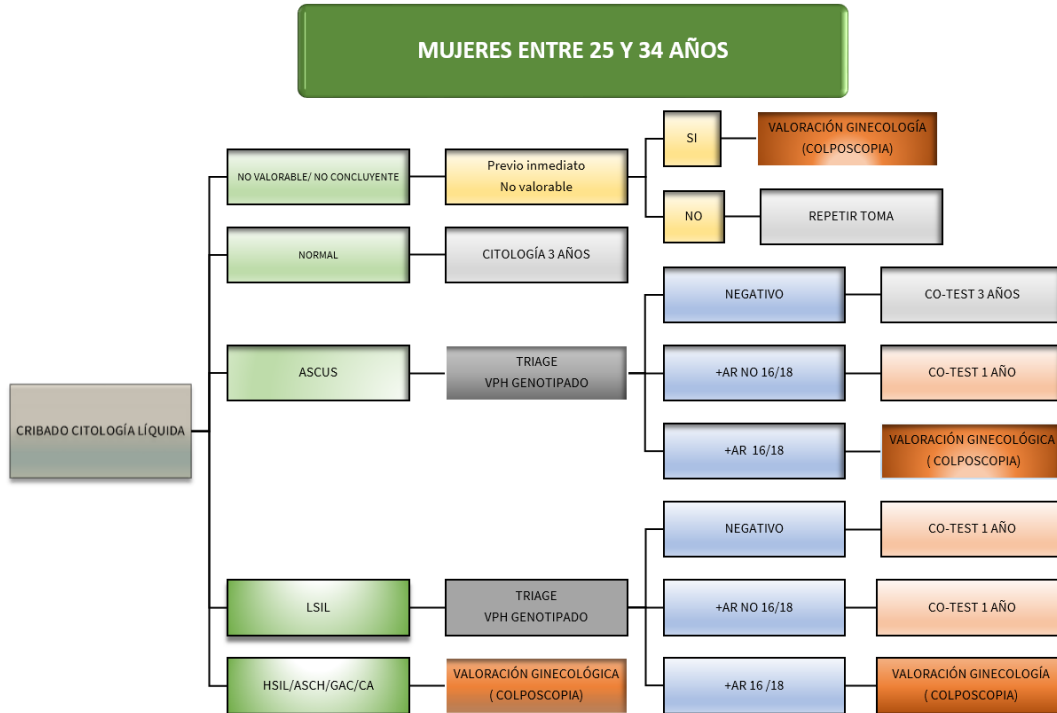 MUJERES ENTRE 25 Y 34 AÑOS
SI
VALORACIÓN GINECOLOGÍA
(COLPOSCOPIA)
NO VALORABLE/ NO CONCLUYENTE
Previo inmediato
No valorable
NO
REPETIR TOMA
NORMAL
CITOLOGÍA 3 AÑOS
NEGATIVO
CO-TEST 3 AÑOS
ASCUS
TRIAGE
VPH GENOTIPADO
+AR NO 16/18
CO-TEST 1 AÑO
CRIBADO CITOLOGÍA LÍQUIDA
+AR 16/18
VALORACIÓN GINECOLÓGICA
( COLPOSCOPIA)
NEGATIVO
CO-TEST 1 AÑO
LSIL
TRIAGE
VPH GENOTIPADO
+AR NO 16/18
CO-TEST 1 AÑO
HSIL/ASCH/GAC/CA
VALORACIÓN GINECOLÓGICA
( COLPOSCOPIA)
+AR 16 /18
VALORACIÓN GINECOLOGÍA
( COLPOSCOPIA)